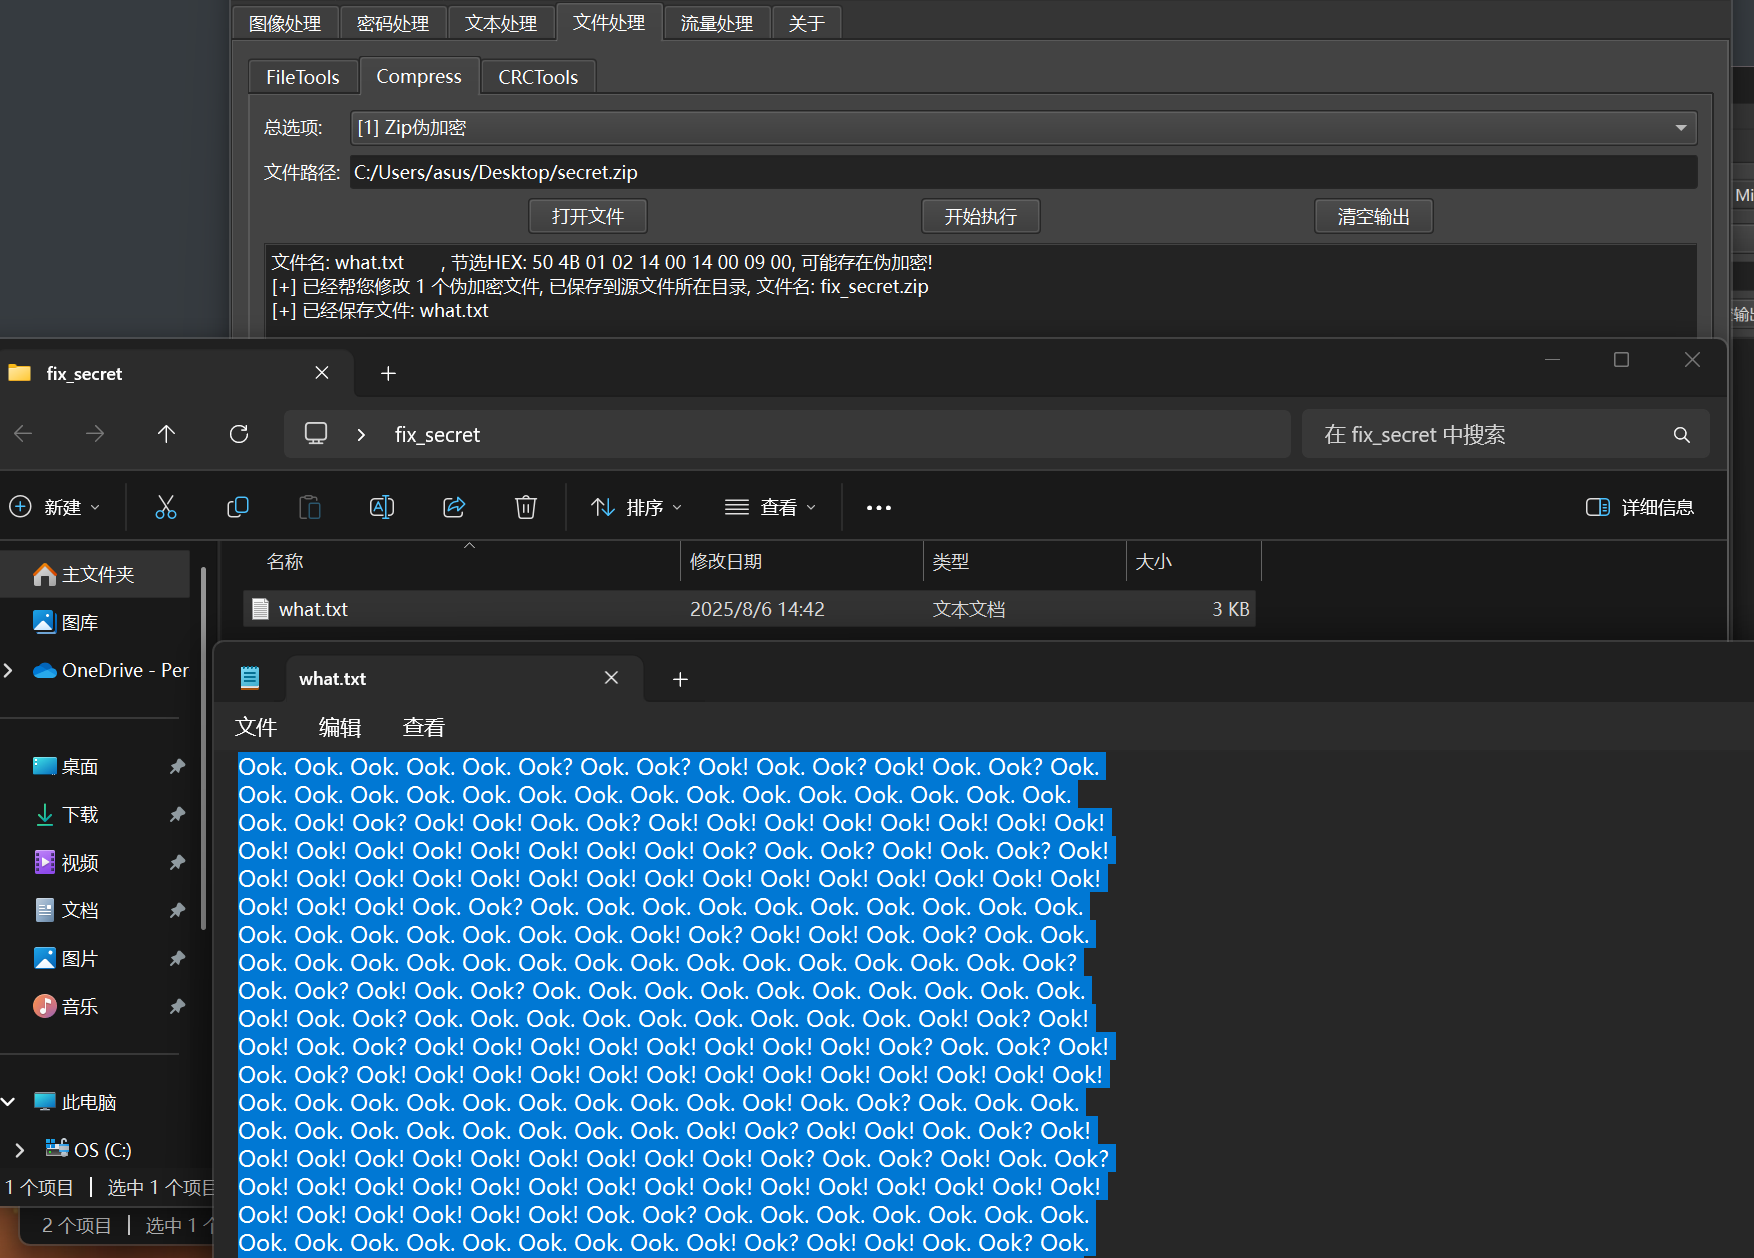 图像处理 密码处理 文本处理 文件处理 流量处理 关于
FileTools Compress CRCTools
总选项: [1] Zip伪加密
文件路径: C:/Users/asus/Desktop/secret.zip
Mi
打开文件 开始执行 清空输出
文件名: what.txt , 节选HEX: 50 4B 01 02 14 00 14 00 09 00, 可能存在伪加密!
[+] 已经帮您修改 1 个伪加密文件, 已保存到源文件所在目录, 文件名: fix_secret.zip
[+] 已经保存文件: what.txt
输出
fix_secret
fix_secret 在 fix_secret 中搜索
新建 排序 查看 详细信息
名称 修改日期 类型 大小
主文件夹
what.txt 2025/8/6 14:42 文本文档 3 KB
图库
OneDrive - Per
what.txt
文件 编辑 查看
桌面
下载
视频
文档
图片
音乐
此电脑
OS (C:)
1 个项目 选中 1 个项目
2 个项目 选中 1 个
Ook. Ook. Ook. Ook. Ook. Ook? Ook. Ook? Ook! Ook. Ook? Ook! Ook. Ook? Ook.
Ook. Ook. Ook. Ook. Ook. Ook. Ook. Ook. Ook. Ook. Ook. Ook. Ook. Ook. Ook.
Ook. Ook! Ook? Ook! Ook! Ook. Ook? Ook! Ook! Ook! Ook! Ook! Ook! Ook! Ook!
Ook! Ook! Ook! Ook! Ook! Ook! Ook! Ook! Ook? Ook. Ook? Ook! Ook. Ook? Ook!
Ook! Ook! Ook! Ook! Ook! Ook! Ook! Ook! Ook! Ook! Ook! Ook! Ook! Ook! Ook!
Ook! Ook! Ook! Ook. Ook? Ook. Ook. Ook. Ook. Ook. Ook. Ook. Ook. Ook. Ook.
Ook. Ook. Ook. Ook. Ook. Ook. Ook. Ook! Ook? Ook! Ook! Ook. Ook? Ook. Ook.
Ook. Ook. Ook. Ook. Ook. Ook. Ook. Ook. Ook. Ook. Ook. Ook. Ook. Ook. Ook?
Ook. Ook? Ook! Ook. Ook? Ook. Ook. Ook. Ook. Ook. Ook. Ook. Ook. Ook. Ook.
Ook! Ook. Ook? Ook. Ook. Ook. Ook. Ook. Ook. Ook. Ook. Ook. Ook! Ook? Ook!
Ook! Ook. Ook? Ook! Ook! Ook! Ook! Ook! Ook! Ook! Ook! Ook? Ook. Ook? Ook!
Ook. Ook? Ook! Ook! Ook! Ook! Ook! Ook! Ook! Ook! Ook! Ook! Ook! Ook! Ook!
Ook. Ook. Ook. Ook. Ook. Ook. Ook. Ook. Ook. Ook! Ook. Ook? Ook. Ook. Ook.
Ook. Ook. Ook. Ook. Ook. Ook. Ook. Ook. Ook! Ook? Ook! Ook! Ook. Ook? Ook!
Ook! Ook! Ook! Ook! Ook! Ook! Ook! Ook! Ook! Ook? Ook. Ook? Ook! Ook. Ook?
Ook! Ook! Ook! Ook! Ook! Ook! Ook! Ook! Ook! Ook! Ook! Ook! Ook! Ook! Ook!
Ook! Ook! Ook! Ook! Ook! Ook! Ook. Ook? Ook. Ook. Ook. Ook. Ook. Ook. Ook.
Ook. Ook. Ook. Ook. Ook. Ook. Ook. Ook. Ook! Ook? Ook! Ook! Ook. Ook? Ook.